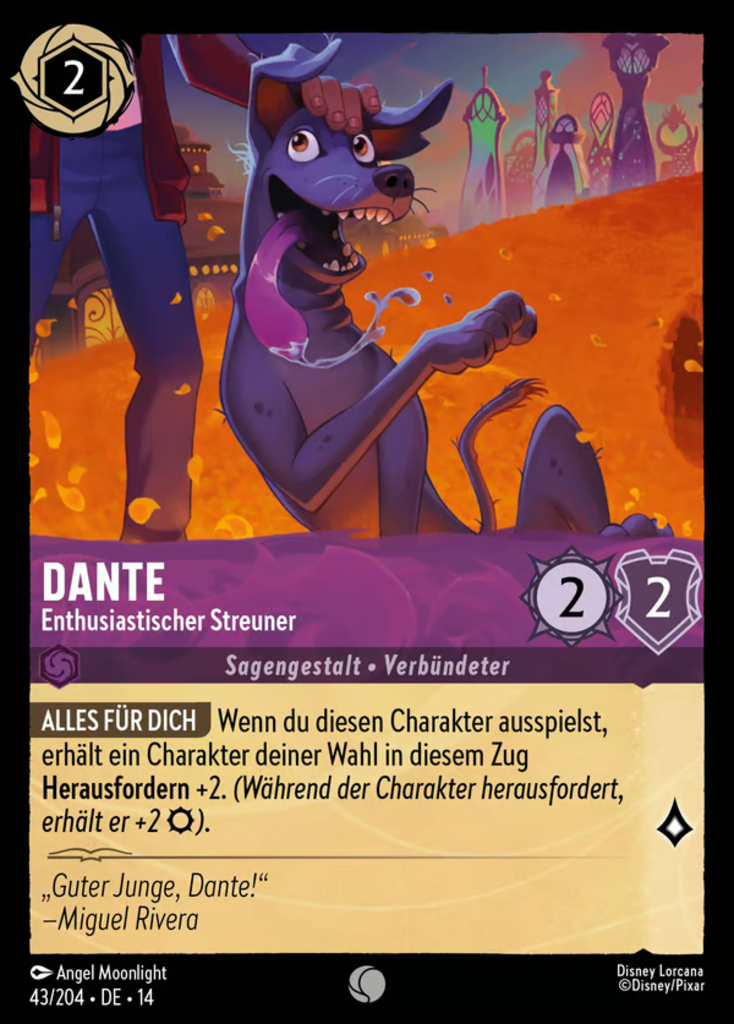 2
DANTE
Enthusiastischer Streuner
2 2
Sagengestalt • Verbündeter
ALLES FÜR DICH Wenn du diesen Charakter ausspielst,
erhält ein Charakter deiner Wahl in diesem Zug
Herausfordern +2. (Während der Charakter herausfordert,
erhält er +2 ).
„Guter Junge, Dante!“
–Miguel Rivera
Angel Moonlight
43/204 • DE • 14
Disney Lorcana
©Disney/Pixar